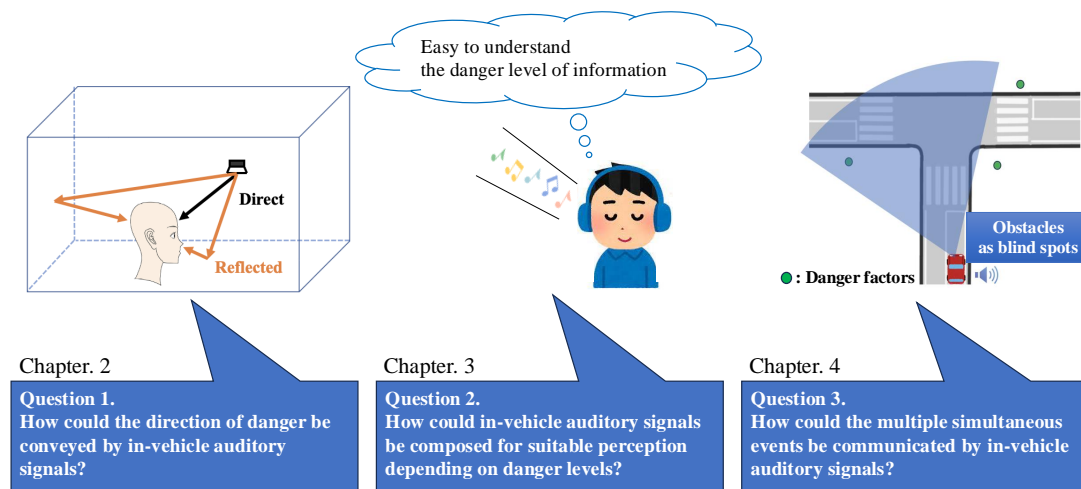 Easy to understand
the danger level of information
Direct
Reflected
Obstacles
as blind spots
: Danger factors
Chapter. 2
Question 1.
How could the direction of danger be
conveyed by in-vehicle auditory
signals?
Chapter. 3
Question 2.
How could in-vehicle auditory signals
be composed for suitable perception
depending on danger levels?
Chapter. 4
Question 3.
How could the multiple simultaneous
events be communicated by in-vehicle
auditory signals?